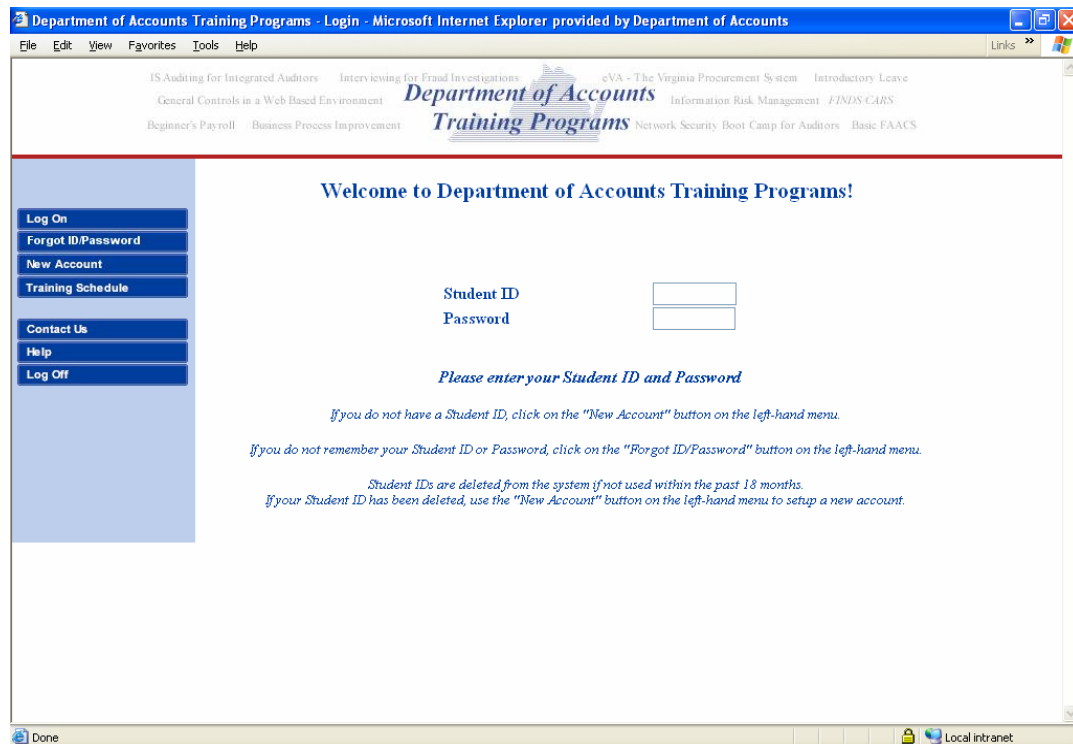 Department of Accounts Training Programs - Login - Microsoft Internet Explorer provided by Department of Accounts
File Edit View Favorites Tools Help Links »
IS Auditing for Integrated Auditors Interviewing for Fraud Investigations eVA - The Virginia Procurement System Introductory Leave
General Controls in a Web Based Environment Department of Accounts Information Risk Management FINDS/CARS
Beginner's Payroll Business Process Improvement Training Programs Network Security Boot Camp for Auditors Basic FAACS
Welcome to Department of Accounts Training Programs!
Log On
Forgot ID/Password
New Account
Training Schedule
Contact Us
Help
Log Off
Student ID
Password
Please enter your Student ID and Password
If you do not have a Student ID, click on the "New Account" button on the left-hand menu.
If you do not remember your Student ID or Password, click on the "Forgot ID/Password" button on the left-hand menu.
Student IDs are deleted from the system if not used within the past 18 months.
If your Student ID has been deleted, use the "New Account" button on the left-hand menu to setup a new account.
Done Local intranet